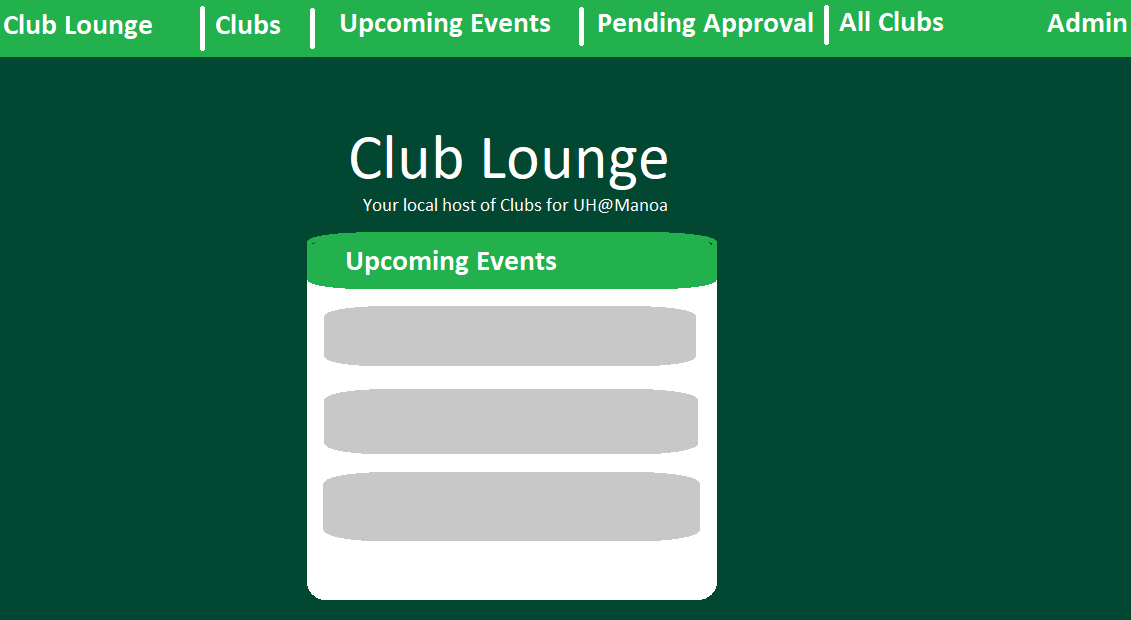 Club Lounge | Clubs | Upcoming Events | Pending Approval | All Clubs Admin
Club Lounge
Your local host of Clubs for UH@Manoa
Upcoming Events